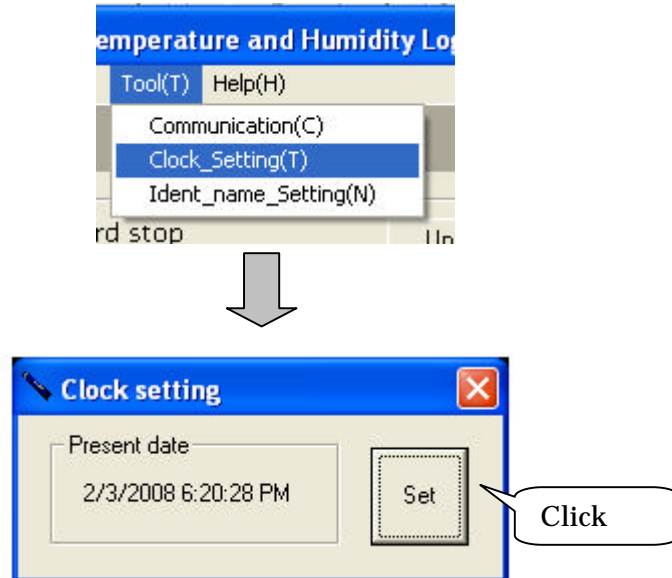 emperature and Humidity Log
Tool(T) Help(H)
Communication(C)
Clock_Setting(T)
Ident_name_Setting(N)
rd stop
Clock setting
Present date
2/3/2008 6:20:28 PM
Set
Click